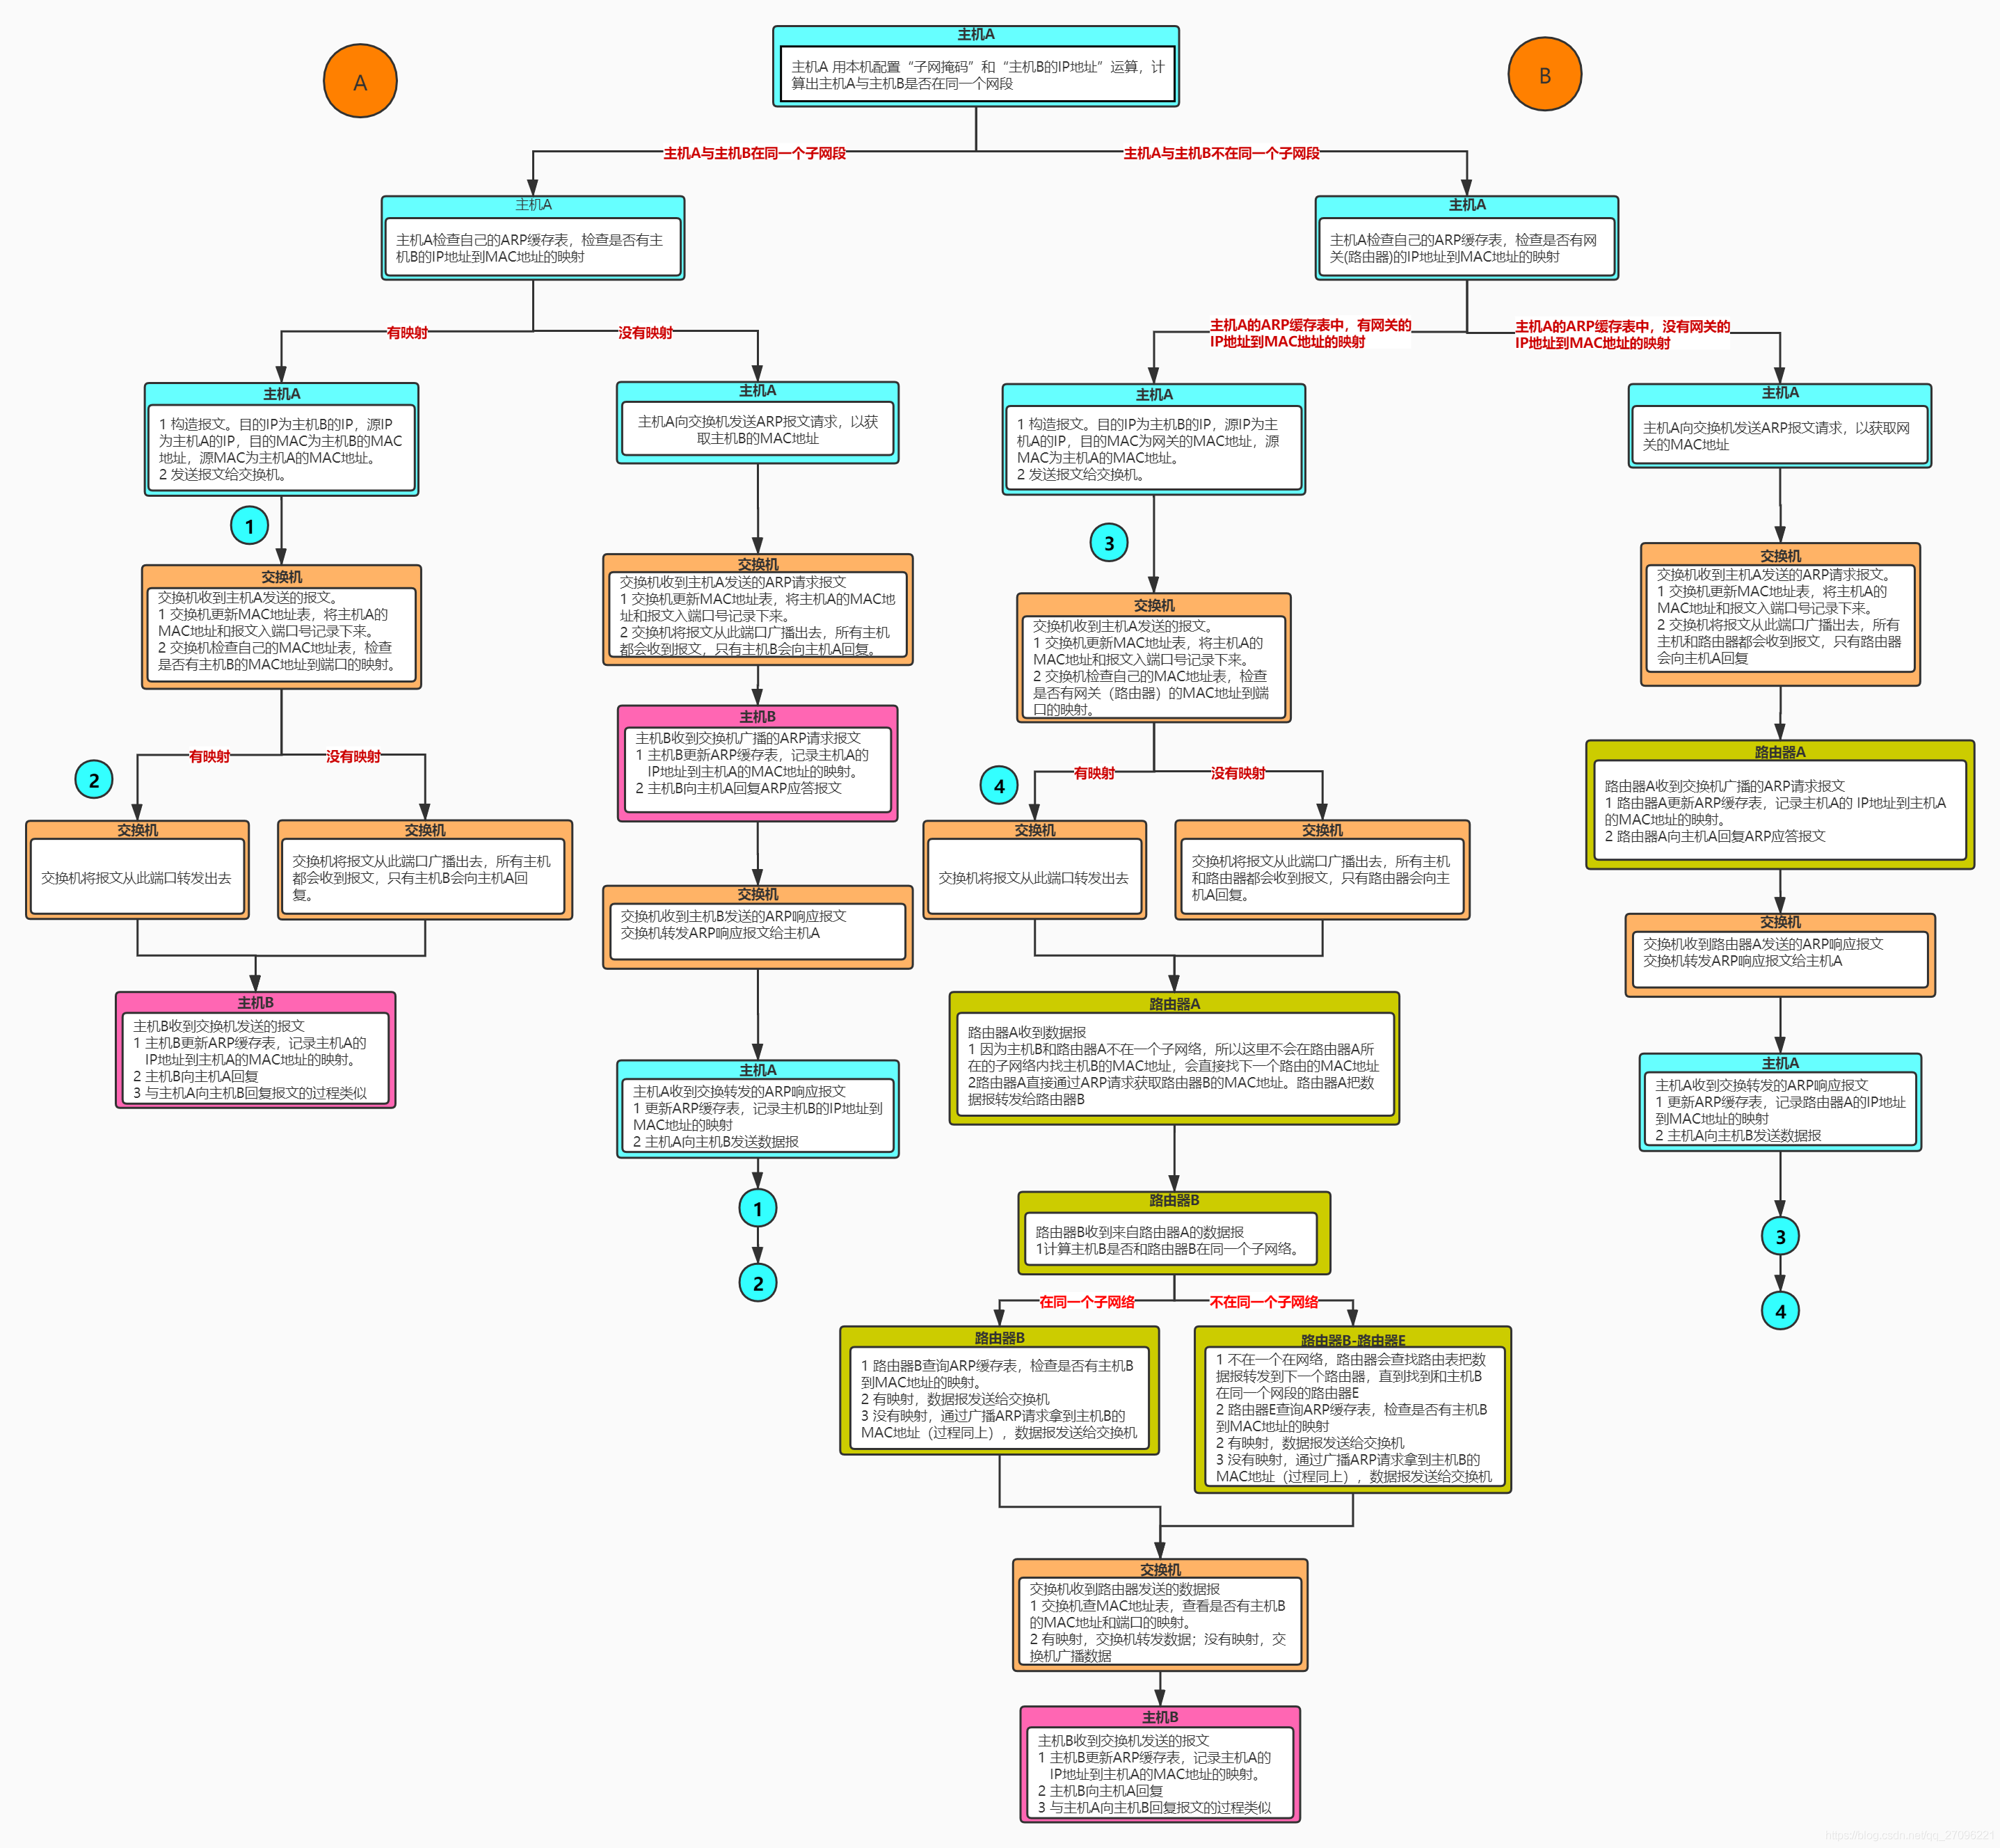 A
B
主机A
主机A 用本机配置“子网掩码”和“主机B的IP地址”运算，计
算出主机A与主机B是否在同一个网段
主机A与主机B在同一个子网段
主机A与主机B不在同一个子网段
主机A
主机A检查自己的ARP缓存表，检查是否有主
机B的IP地址到MAC地址的映射
主机A
主机A检查自己的ARP缓存表，检查是否有网
关(路由器)的IP地址到MAC地址的映射
有映射
没有映射
主机A的ARP缓存表中，有网关的
IP地址到MAC地址的映射
主机A的ARP缓存表中，没有网关的
IP地址到MAC地址的映射
主机A
1 构造报文。目的IP为主机B的IP，源IP
为主机A的IP，目的MAC为主机B的MAC
地址，源MAC为主机A的MAC地址。
2 发送报文给交换机。
1
交换机
交换机收到主机A发送的报文。
1 交换机更新MAC地址表，将主机A的
MAC地址和报文入端口号记录下来。
2 交换机检查自己的MAC地址表，检查
是否有主机B的MAC地址到端口的映射。
有映射
没有映射
2
交换机
交换机将报文从此端口转发出去
交换机
交换机将报文从此端口广播出去，所有主机
都会收到报文，只有主机B会向主机A回
复。
主机B
主机B收到交换机发送的报文
1 主机B更新ARP缓存表，记录主机A的
IP地址到主机A的MAC地址的映射。
2 主机B向主机A回复
3 与主机A向主机B回复报文的过程类似
主机A
主机A向交换机发送ARP报文请求，以获
取主机B的MAC地址
交换机
交换机收到主机A发送的ARP请求报文
1 交换机更新MAC地址表，将主机A的MAC地
址和报文入端口号记录下来。
2 交换机将报文从此端口广播出去，所有主机
都会收到报文，只有主机B会向主机A回复。
主机B
主机B收到交换机广播的ARP请求报文
1 主机B更新ARP缓存表，记录主机A的
IP地址到主机A的MAC地址的映射。
2 主机B向主机A回复ARP应答报文
交换机
交换机收到主机B发送的ARP响应报文
交换机转发ARP响应报文给主机A
主机A
主机A收到交换转发的ARP响应报文
1 更新ARP缓存表，记录主机B的IP地址到
MAC地址的映射
2 主机A向主机B发送数据报
1
2
主机A
1 构造报文。目的IP为主机B的IP，源IP为主
机A的IP，目的MAC为网关的MAC地址，源
MAC为主机A的MAC地址。
2 发送报文给交换机。
3
交换机
交换机收到主机A发送的报文。
1 交换机更新MAC地址表，将主机A的
MAC地址和报文入端口号记录下来。
2 交换机检查自己的MAC地址表，检查
是否有网关（路由器）的MAC地址到端
口的映射。
有映射
没有映射
4
交换机
交换机将报文从此端口转发出去
交换机
交换机将报文从此端口广播出去，所有主机
和路由器都会收到报文，只有路由器会向主
机A回复。
路由器A
路由器A收到数据报
1 因为主机B和路由器A不在一个子网络，所以这里不会在路由器A所
在的子网络内找主机B的MAC地址，会直接找下一个路由的MAC地址
2路由器A直接通过ARP请求获取路由器B的MAC地址。路由器A把数
据报转发给路由器B
路由器B
路由器B收到来自路由器A的数据报
1计算主机B是否和路由器B在同一个子网络。
在同一个子网络
不在同一个子网络
路由器B
1 路由器B查询ARP缓存表，检查是否有主机B
到MAC地址的映射。
2 有映射，数据报发送给交换机
3 没有映射，通过广播ARP请求拿到主机B的
MAC地址（过程同上），数据报发送给交换机
路由器B-路由器E
1 不在一个在网络，路由器会查找路由表把数
据报转发到下一个路由器，直到找到和主机B
在同一个网段的路由器E
2 路由器E查询ARP缓存表，检查是否有主机B
到MAC地址的映射
2 有映射，数据报发送给交换机
3 没有映射，通过广播ARP请求拿到主机B的
MAC地址（过程同上），数据报发送给交换机
交换机
交换机收到路由器发送的数据报
1 交换机查MAC地址表，查看是否有主机B
的MAC地址和端口的映射。
2 有映射，交换机转发数据；没有映射，交
换机广播数据
主机B
主机B收到交换机发送的报文
1 主机B更新ARP缓存表，记录主机A的
IP地址到主机A的MAC地址的映射。
2 主机B向主机A回复
3 与主机A向主机B回复报文的过程类似
主机A
主机A向交换机发送ARP报文请求，以获取网
关的MAC地址
交换机
交换机收到主机A发送的ARP请求报文。
1 交换机更新MAC地址表，将主机A的
MAC地址和报文入端口号记录下来。
2 交换机将报文从此端口广播出去，所有
主机和路由器都会收到报文，只有路由器
会向主机A回复
路由器A
路由器A收到交换机广播的ARP请求报文
1 路由器A更新ARP缓存表，记录主机A的 IP地址到主机A
的MAC地址的映射。
2 路由器A向主机A回复ARP应答报文
交换机
交换机收到路由器A发送的ARP响应报文
交换机转发ARP响应报文给主机A
主机A
主机A收到交换转发的ARP响应报文
1 更新ARP缓存表，记录路由器A的IP地址
到MAC地址的映射
2 主机A向主机B发送数据报
3
4
https://blog.csdn.net/qq_27096221